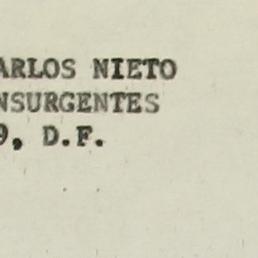 ARLOS NIETO
NSURGENTES
9, D.F.